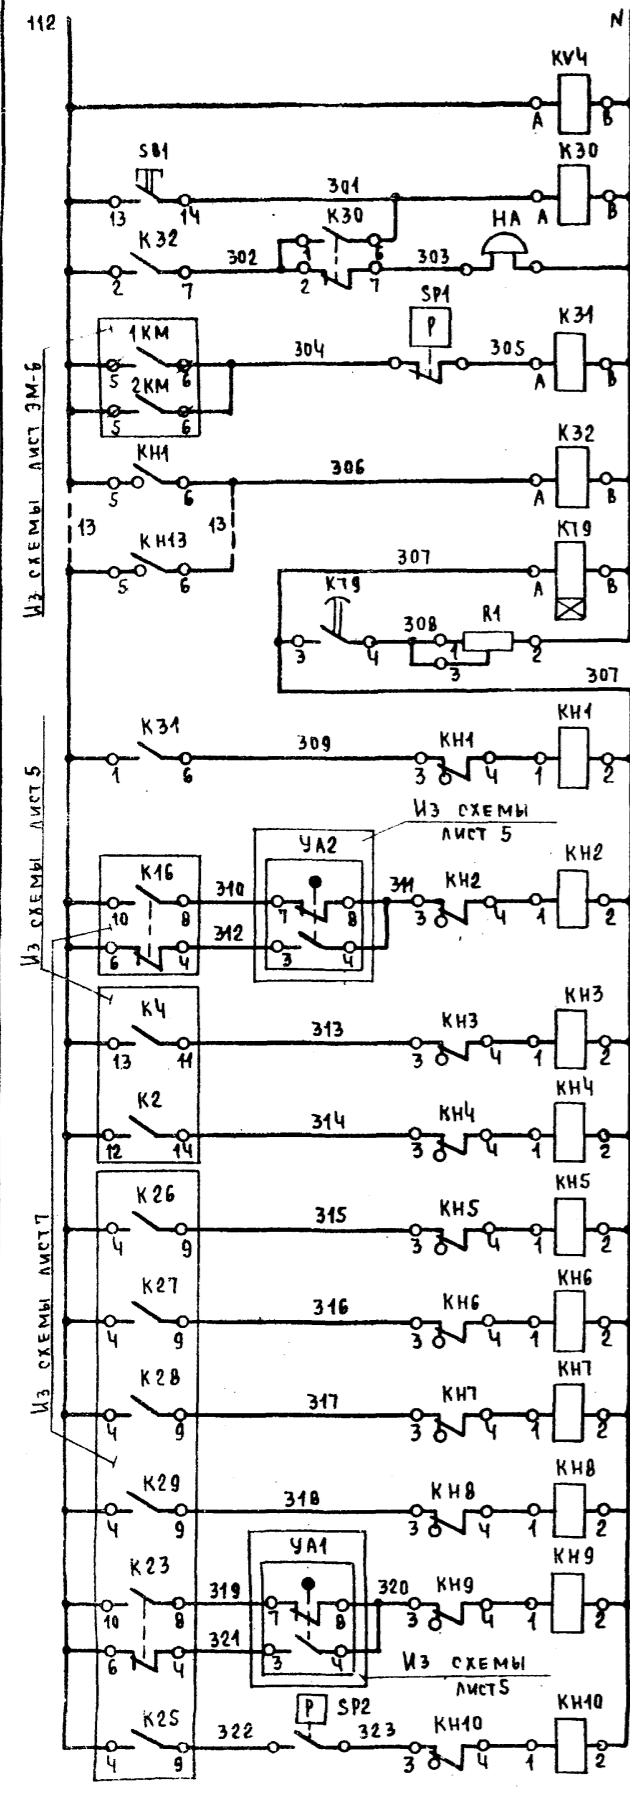 112 N
KV4
A B
SB1 K30
13 14 301 A B
K32 K30 HA
1 6
2 7 302 2 7 303
SP1 K31
1KM P
5 6 304 305 A B
2KM
5 6
KH1 K32
5 6 306 A B
13 13
KH13 KT9
5 6 307 A B
KT9 308 R1
3 4 1 2
3
307
K31 309 KH1 KH1
1 6 3 4 1 2
Из схемы
лист 5
УА2
K16 310 311 KH2 KH2
10 8 7 8 3 4 1 2
312
6 4 3 4
K4 313 KH3 KH3
13 11 3 4 1 2
K2 314 KH4 KH4
12 14 3 4 1 2
K26 315 KH5 KH5
4 9 3 4 1 2
K27 316 KH6 KH6
4 9 3 4 1 2
K28 317 KH7 KH7
4 9 3 4 1 2
K29 318 KH8 KH8
4 9 3 4 1 2
УА1
K23 319 320 KH9 KH9
10 8 7 8 3 4 1 2
321
6 4 3 4
Из схемы
лист 5
P SP2
K25 322 323 KH10 KH10
4 9 3 4 1 2
Из схемы лист ЭМ-6
Из схемы лист 5
Из схемы лист 7